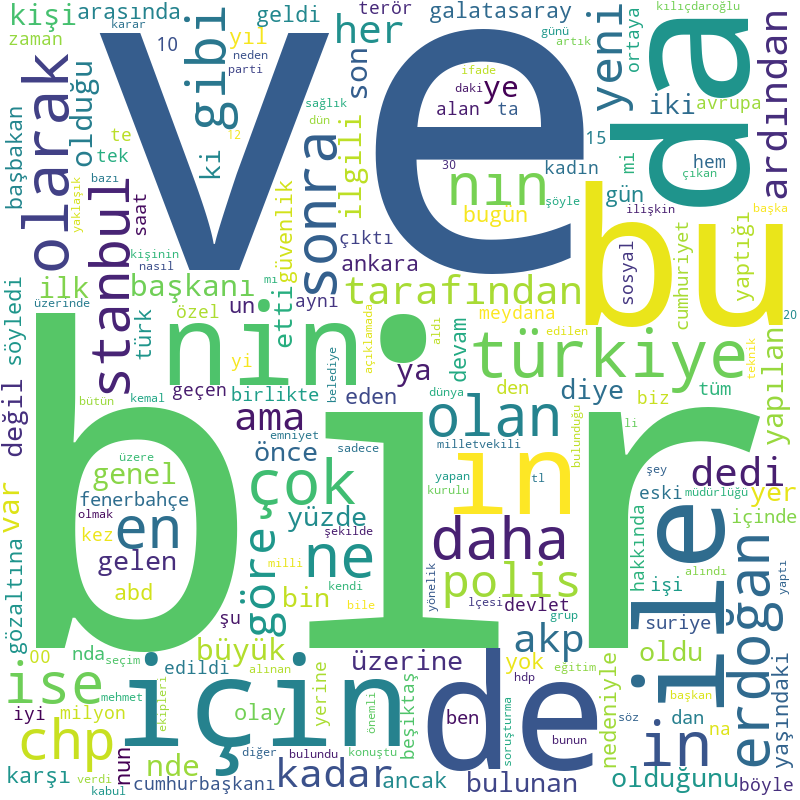 kişi
arasında
karar
geldi
terör
galatasaray
günü
kılıçdaroğlu
zaman
10
neden
parti
yıl
her
son
ifade
artık
yeni
ortaya
da
ardından
olarak
ve
gibi
olduğu
sağlık
dün
daki
ye
alan
ta
15
iki
avrupa
başbakan
te
tek
ki
12
ilgili
30
kadın
mi
hem
çıkan
bazı
nın
şöyle
gün
stanbul
saat
yaklaşık
kişinin
nasıl
güvenlik
sonra
bugün
bu
sosyal
ilişkin
başka
cumhuriyet
yaptığı
çıktı
ankara
üzerinde
başkanı
mı
aynı
tarafından
söyledi
ilk
türk
özel
un
etti
açıklamada
aldı
meydana
edilen
20
teknik
nin
yi
belediye
devam
türkiye
yapılan
değil
bütün
kemal
geçen
birlikte
ya
eden
dünya
den
diye
biz
tüm
bir
ama
emniyet
sadece
olan
milletvekili
bulunduğu
li
var
üzere
genel
fenerbahçe
önce
çok
yapan
kurulu
tl
in
eski
şey
müdürlüğü
dedi
yer
en
olmak
kez
yüzde
şekilde
ne
daha
hakkında
içinde
gözaltına
gelen
abd
milli
kendi
bin
bile
polis
yönelik
lçesi
devlet
işi
alındı
yaptı
ile
erdoğan
göre
şu
grup
suriye
00
nda
seçim
büyük
üzerine
akp
yok
hdp
eğitim
oldu
ise
mehmet
edildi
alınan
yerine
için
de
nedeniyle
başkan
yaşındaki
iyi
milyon
ekipleri
olay
önemli
beşiktaş
ben
soruşturma
söz
dan
na
in
chp
nun
nde
diğer
bulundu
konuştu
bunun
karşı
verdi
kabul
cumhurbaşkanı
kadar
ancak
bulunan
olduğunu
böyle